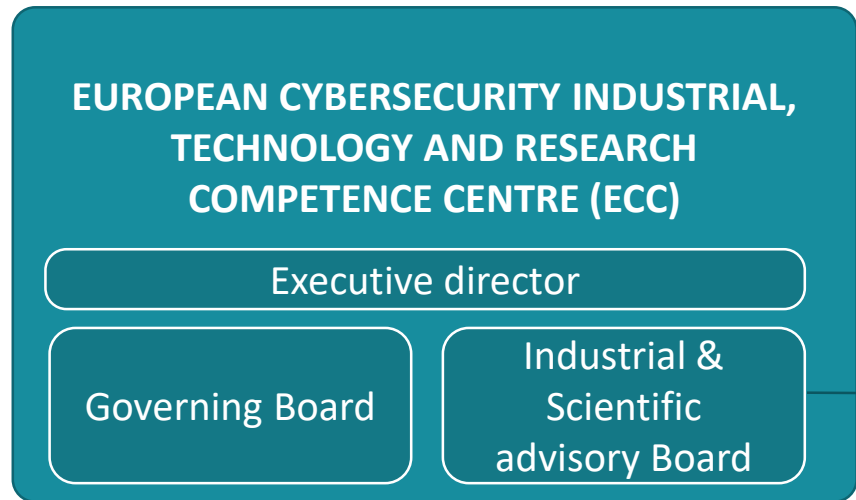 EUROPEAN CYBERSECURITY INDUSTRIAL,
TECHNOLOGY AND RESEARCH
COMPETENCE CENTRE (ECC)
Executive director
Governing Board
Industrial &
Scientific
advisory Board